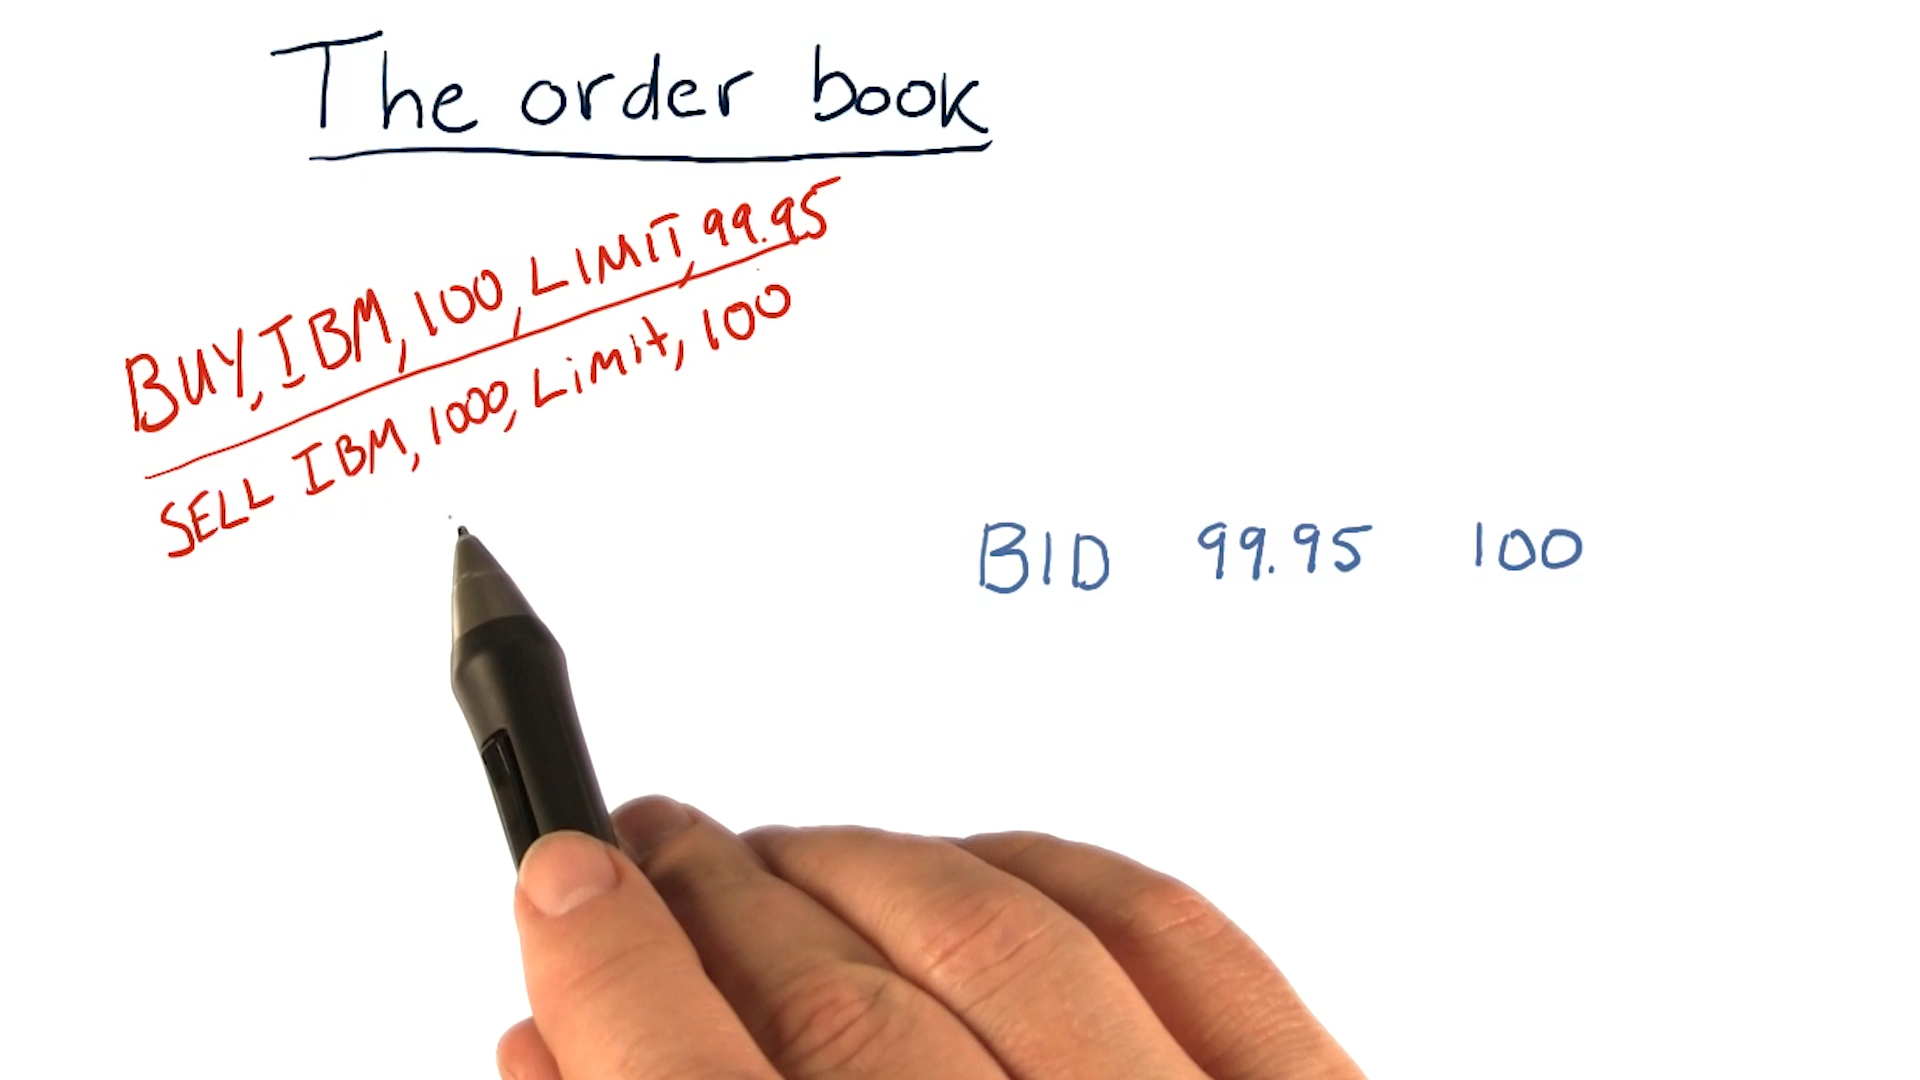 The order book
BUY, IBM, 100, LIMIT, 99.95
SELL IBM, 1000, Limit, 100
BID 99.95 100